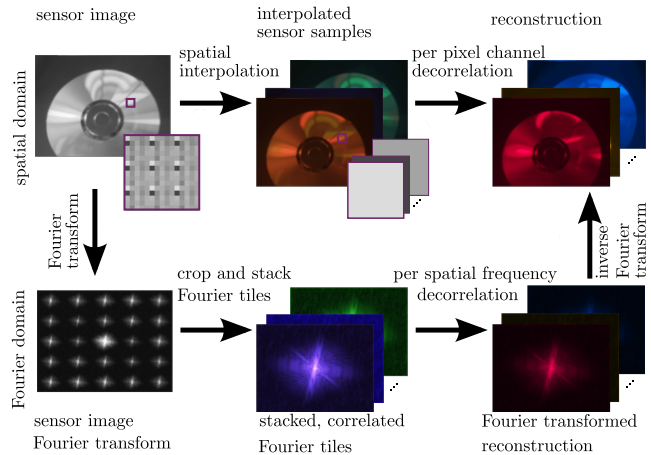 sensor image
interpolated
sensor samples
reconstruction
spatial
interpolation
per pixel channel
decorrelation
spatial domain
Fourier
transform
inverse
Fourier
transform
crop and stack
Fourier tiles
per spatial frequency
decorrelation
Fourier domain
sensor image
Fourier transform
stacked, correlated
Fourier tiles
Fourier transformed
reconstruction